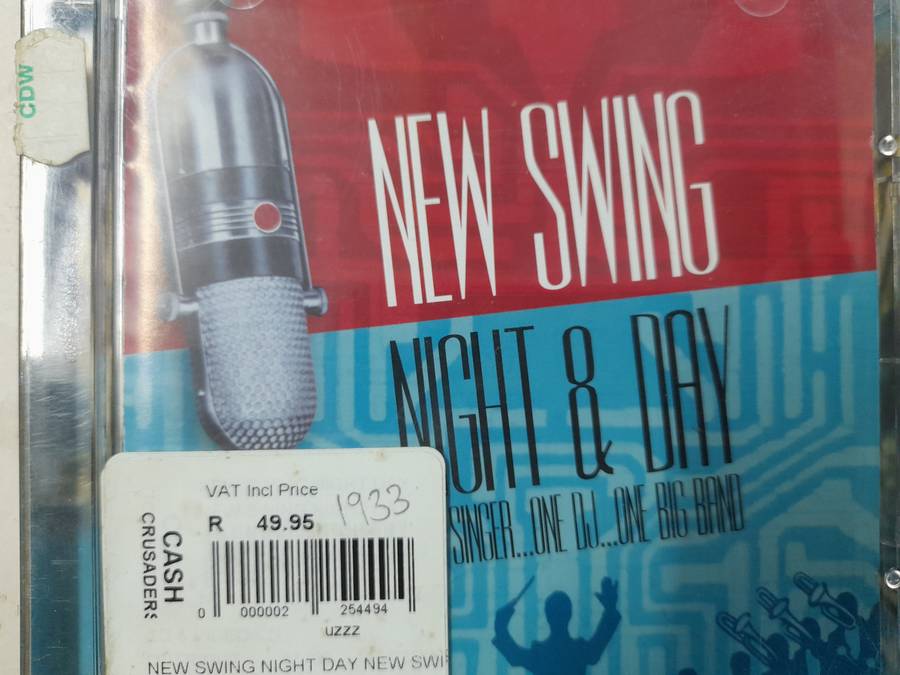 CDW
NEW SWING
NIGHT & DAY
SINGER...ONE DJ...ONE BIG BAND
VAT Incl Price
1933
R 49.95
CASH
CRUSADERS
0 000002 254494
uzzz
NEW SWING NIGHT DAY NEW SWI